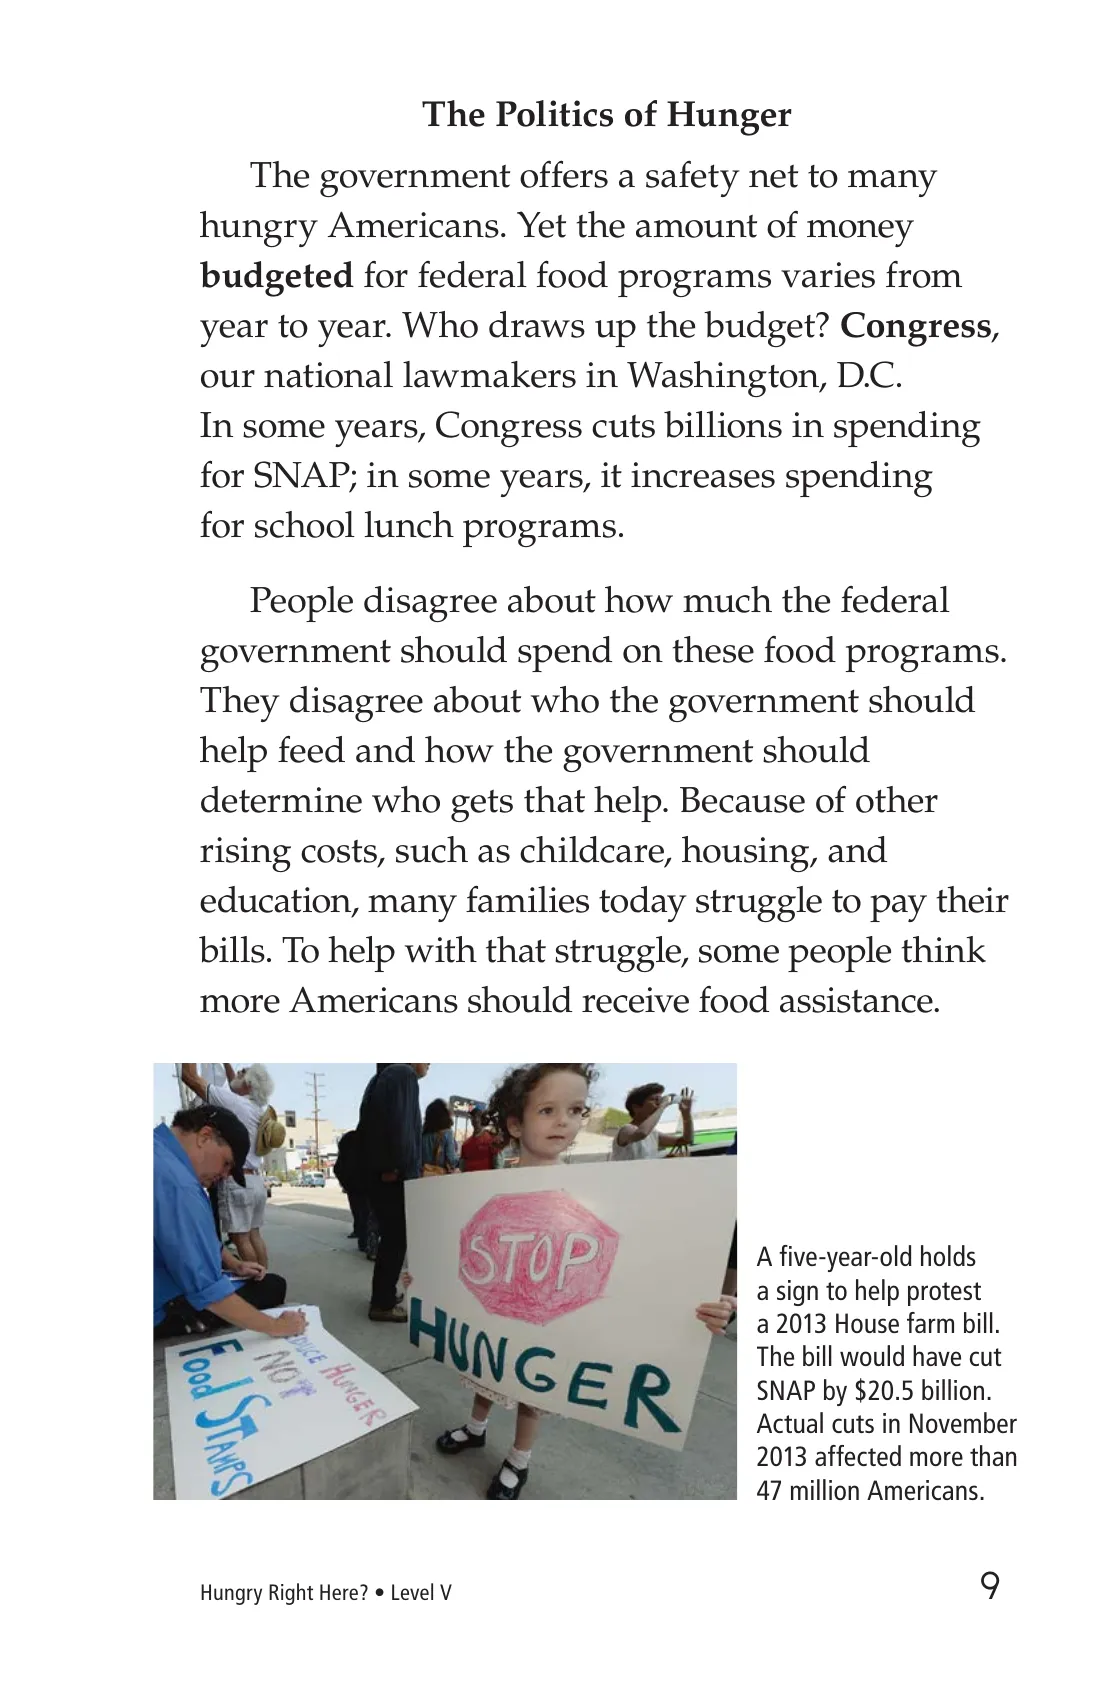 The Politics of Hunger
The government offers a safety net to many
hungry Americans. Yet the amount of money
budgeted for federal food programs varies from
year to year. Who draws up the budget? Congress,
our national lawmakers in Washington, D.C.
In some years, Congress cuts billions in spending
for SNAP; in some years, it increases spending
for school lunch programs.
People disagree about how much the federal
government should spend on these food programs.
They disagree about who the government should
help feed and how the government should
determine who gets that help. Because of other
rising costs, such as childcare, housing, and
education, many families today struggle to pay their
bills. To help with that struggle, some people think
more Americans should receive food assistance.
STOP
HUNGER
DUCE HUNGER
NOT
Food STAMPS
A five-year-old holds
a sign to help protest
a 2013 House farm bill.
The bill would have cut
SNAP by $20.5 billion.
Actual cuts in November
2013 affected more than
47 million Americans.
Hungry Right Here? • Level V
9